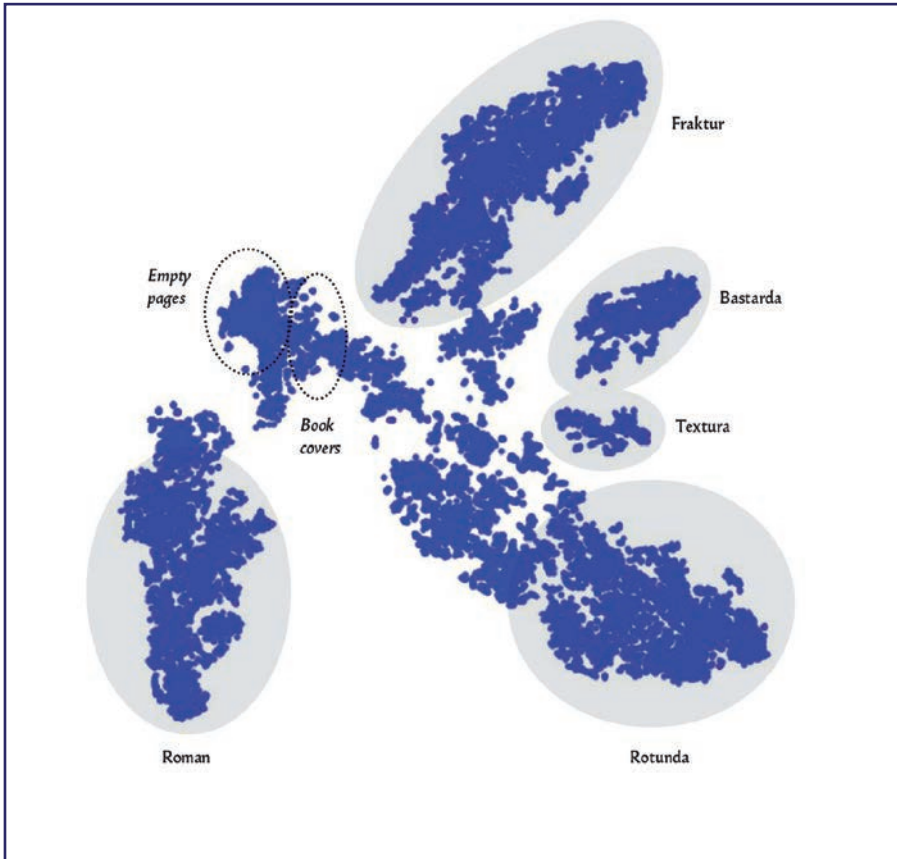 Fraktur
Empty
pages
Bastarda
Book
covers
Textura
Roman
Rotunda